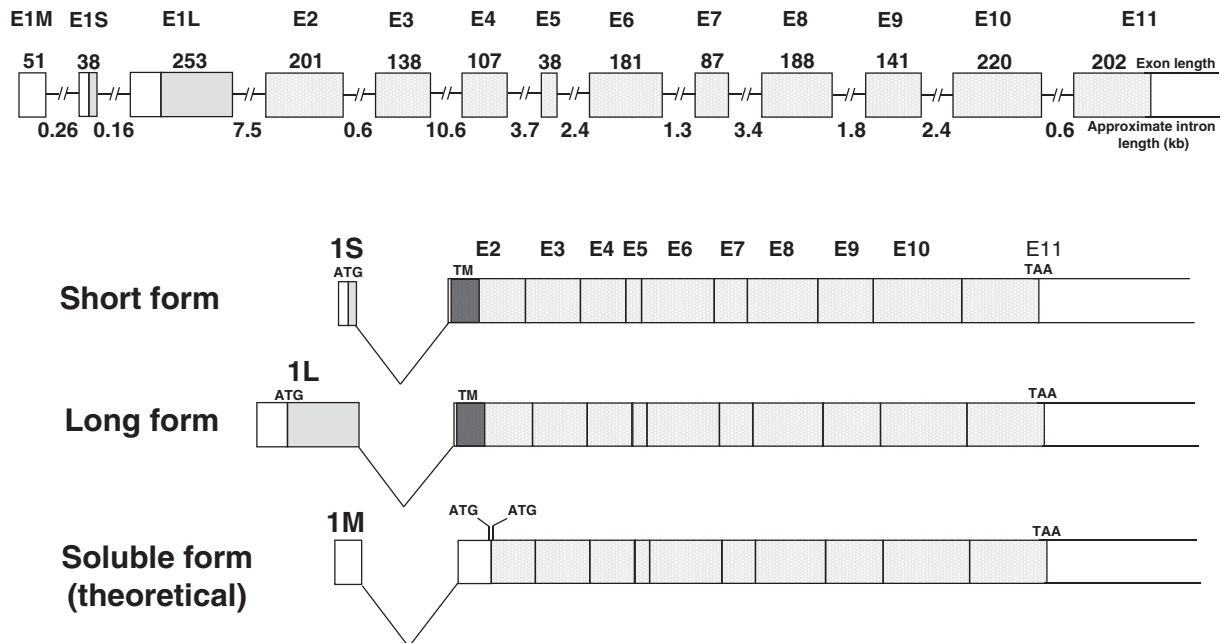 E1M E1S E1L E2 E3 E4 E5 E6 E7 E8 E9 E10 E11
51 38 253 201 138 107 38 181 87 188 141 220 202 Exon length
0.26 0.16 7.5 0.6 10.6 3.7 2.4 1.3 3.4 1.8 2.4 0.6 Approximate intron
length (kb)
1S E2 E3 E4 E5 E6 E7 E8 E9 E10 E11
ATG TM TAA
Short form
1L
ATG TM TAA
Long form
ATG ATG
1M TAA
Soluble form
(theoretical)